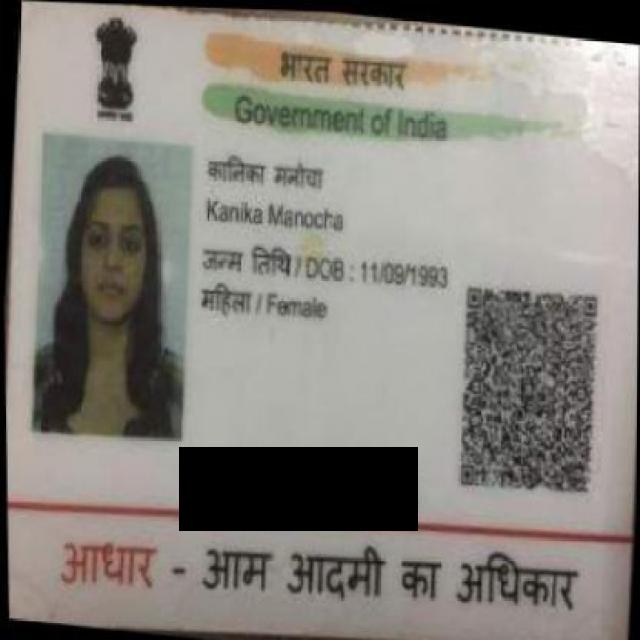 भारत सरकार
Government of India
कानिका मनोचा
Kanika Manocha
जन्म तिथि / DOB : 11/09/1993
महिला / Female
आधार - आम आदमी का अधिकार